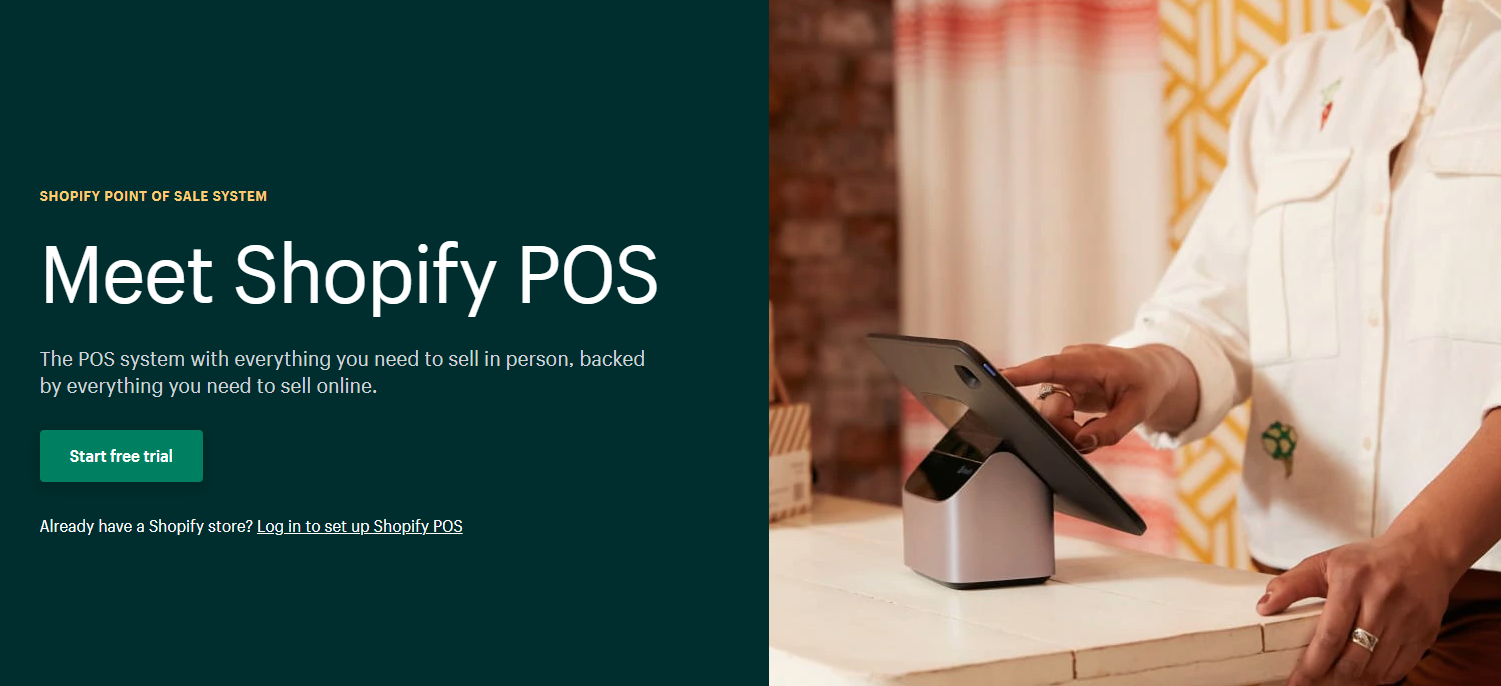 SHOPIFY POINT OF SALE SYSTEM
Meet Shopify POS
The POS system with everything you need to sell in person, backed
by everything you need to sell online.
Start free trial
Already have a Shopify store? Log in to set up Shopify POS